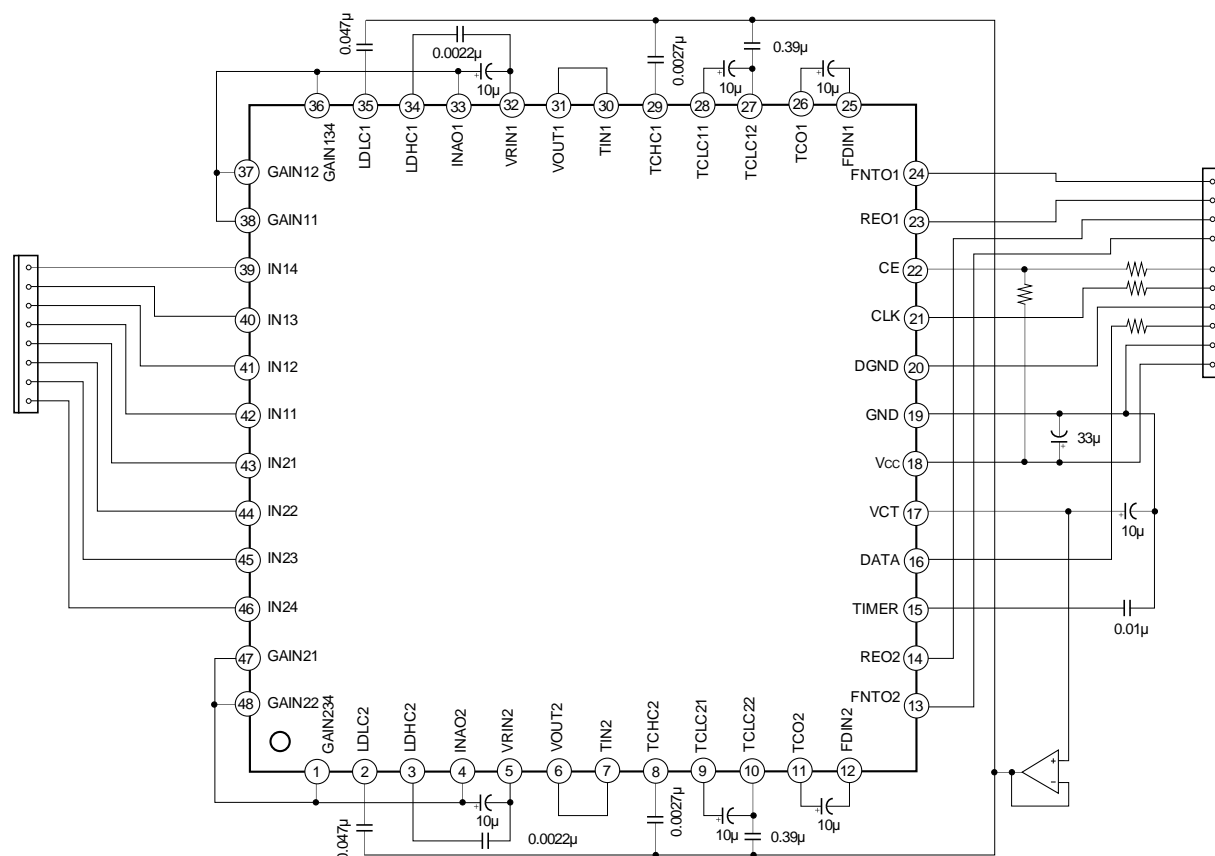 0.047µ
0.0022µ
10µ
0.0027µ
0.39µ
10µ
10µ
36
35
34
33
32
31
30
29
28
27
26
25
GAIN134
LDLC1
LDHC1
INAO1
VRIN1
VOUT1
TIN1
TCHC1
TCLC11
TCLC12
TCO1
FDIN1
37 GAIN12
38 GAIN11
39 IN14
40 IN13
41 IN12
42 IN11
43 IN21
44 IN22
45 IN23
46 IN24
47 GAIN21
48 GAIN22
FNTO1 24
REO1 23
CE 22
CLK 21
DGND 20
GND 19
33µ
VCC 18
VCT 17
10µ
DATA 16
TIMER 15
0.01µ
REO2 14
FNTO2 13
GAIN234
LDLC2
LDHC2
INAO2
VRIN2
VOUT2
TIN2
TCHC2
TCLC21
TCLC22
TCO2
FDIN2
1
2
3
4
5
6
7
8
9
10
11
12
0.047µ
10µ
0.0022µ
0.0027µ
10µ
0.39µ
10µ